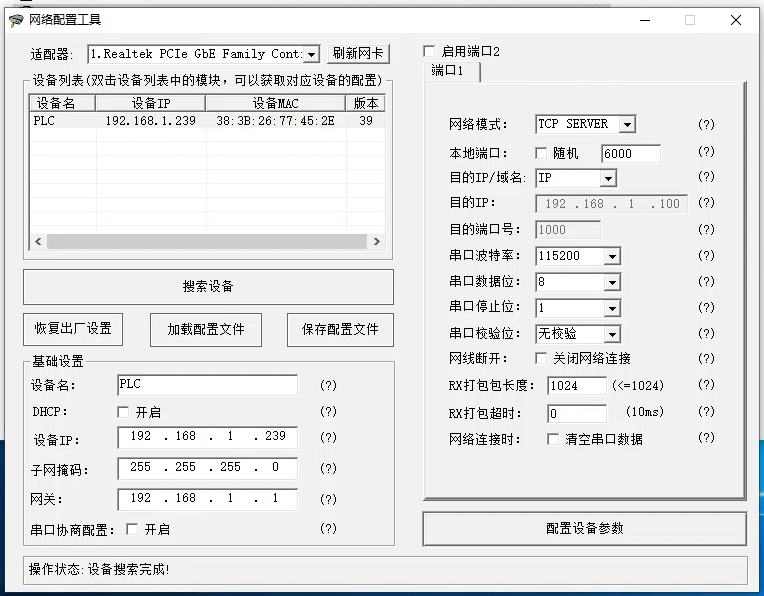 网络配置工具
适配器: 1.Realtek PCIe GbE Family Cont: 刷新网卡
设备列表(双击设备列表中的模块，可以获取对应设备的配置)
设备名 设备IP 设备MAC 版本
PLC 192.168.1.239 38:3B:26:77:45:2E 39
搜索设备
恢复出厂设置 加载配置文件 保存配置文件
基础设置
设备名: PLC (?)
DHCP: 开启 (?)
设备IP: 192 .168 . 1 .239 (?)
子网掩码: 255 .255 .255 . 0 (?)
网关: 192 .168 . 1 . 1 (?)
串口协商配置: 开启 (?)
启用端口2
端口1
网络模式: TCP SERVER (?)
本地端口: 随机 6000 (?)
目的IP/域名: IP (?)
目的IP: 192 .168 . 1 .100 (?)
目的端口号: 1000 (?)
串口波特率: 115200 (?)
串口数据位: 8 (?)
串口停止位: 1 (?)
串口校验位: 无校验 (?)
网线断开: 关闭网络连接 (?)
RX打包包长度: 1024 (<=1024) (?)
RX打包超时: 0 (10ms) (?)
网络连接时: 清空串口数据 (?)
配置设备参数
操作状态:设备搜索完成!